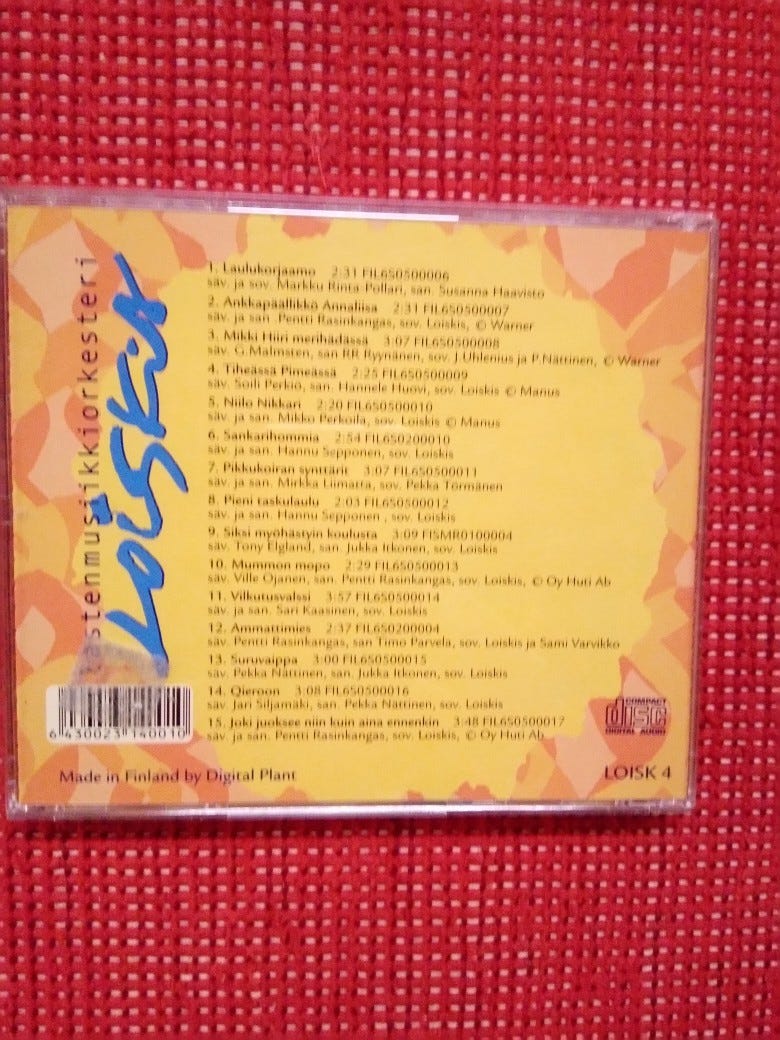 lastenmusiikkiorkesteri
Loiskis
1. Laulukorjaamo 2:31 FIL650500006
säv. ja sov. Markku Rinta Pollari, san. Susanna Haavisto
2. Ankkapäällikkö Annaliisa 2:31 FIL650500007
säv. ja san. Pentti Rasinkangas, sov. Loiskis, © Warner
3. Mikki Hiiri merihädässä 3:07 FIL650500008
säv. G.Malmsten, san RR Ryynänen, sov. J.Uhlenius ja P.Nättinen, © Warner
4. Tiheässä Pimeässä 2:25 FIL650500009
säv. Soili Perkiö, san. Hannele Huovi, sov. Loiskis © Manus
5. Niilo Nikkari 2:20 FIL650500010
säv. ja san. Mikko Perkoila, sov. Loiskis © Manus
6. Sankarihommia 2:54 FIL650200010
säv. ja san. Hannu Sepponen, sov. Loiskis
7. Pikkukoiran synttärit 3:07 FIL650500011
säv. ja san. Mirkka Liimatta, sov. Pekka Törmänen
8. Pieni taskulaulu 2:03 FIL650500012
säv. ja san. Hannu Sepponen , sov. Loiskis
9. Siksi myöhästyin koulusta 3:09 FISMR0100004
säv. Tony Elgland, san. Jukka Itkonen, sov. Loiskis
10. Mummon mopo 2:29 FIL650500013
säv. Ville Ojanen, san. Pentti Rasinkangas, sov. Loiskis, © Oy Huti Ab
11. Vilkutusvalssi 3:57 FIL650500014
säv. ja san. Sari Kaasinen, sov. Loiskis
12. Ammattimies 2:37 FIL650200004
säv. Pentti Rasinkangas, san Timo Parvela, sov. Loiskis ja Sami Varvikko
13. Suruvaippa 3:00 FIL650500015
säv. Pekka Nättinen, san. Jukka Itkonen, sov. Loiskis
14. Qieroon 3:08 FIL650500016
säv. Jari Siljamäki, san. Pekka Nättinen, sov. Loiskis
15. Joki juoksee niin kuin aina ennenkin 3:48 FIL650500017
säv. ja san. Pentti Rasinkangas, sov. Loiskis, © Oy Huti Ab
6 430023 140010
COMPACT
disc
DIGITAL AUDIO
Made in Finland by Digital Plant
LOISK 4